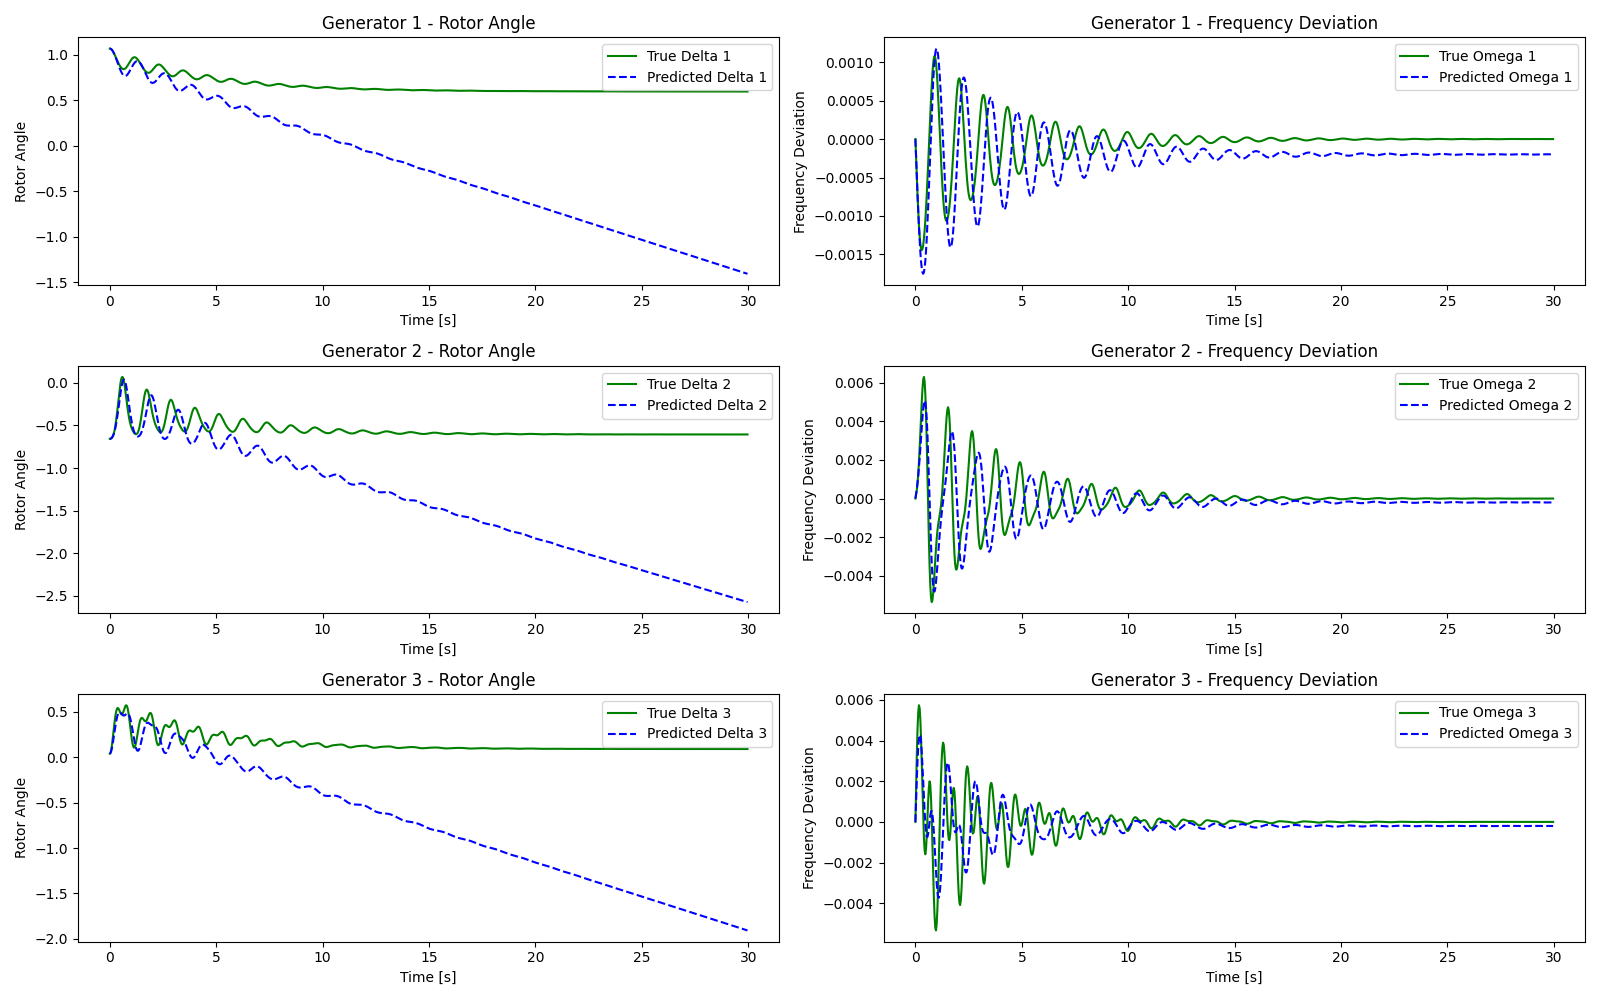 Generator 1 - Rotor Angle
Rotor Angle
1.0
0.5
0.0
−0.5
−1.0
−1.5
True Delta 1
Predicted Delta 1
0 5 10 15 20 25 30
Time [s]
Generator 1 - Frequency Deviation
Frequency Deviation
0.0010
0.0005
0.0000
−0.0005
−0.0010
−0.0015
True Omega 1
Predicted Omega 1
0 5 10 15 20 25 30
Time [s]
Generator 2 - Rotor Angle
Rotor Angle
0.0
−0.5
−1.0
−1.5
−2.0
−2.5
True Delta 2
Predicted Delta 2
0 5 10 15 20 25 30
Time [s]
Generator 2 - Frequency Deviation
Frequency Deviation
0.006
0.004
0.002
0.000
−0.002
−0.004
True Omega 2
Predicted Omega 2
0 5 10 15 20 25 30
Time [s]
Generator 3 - Rotor Angle
Rotor Angle
0.5
0.0
−0.5
−1.0
−1.5
−2.0
True Delta 3
Predicted Delta 3
0 5 10 15 20 25 30
Time [s]
Generator 3 - Frequency Deviation
Frequency Deviation
0.006
0.004
0.002
0.000
−0.002
−0.004
True Omega 3
Predicted Omega 3
0 5 10 15 20 25 30
Time [s]